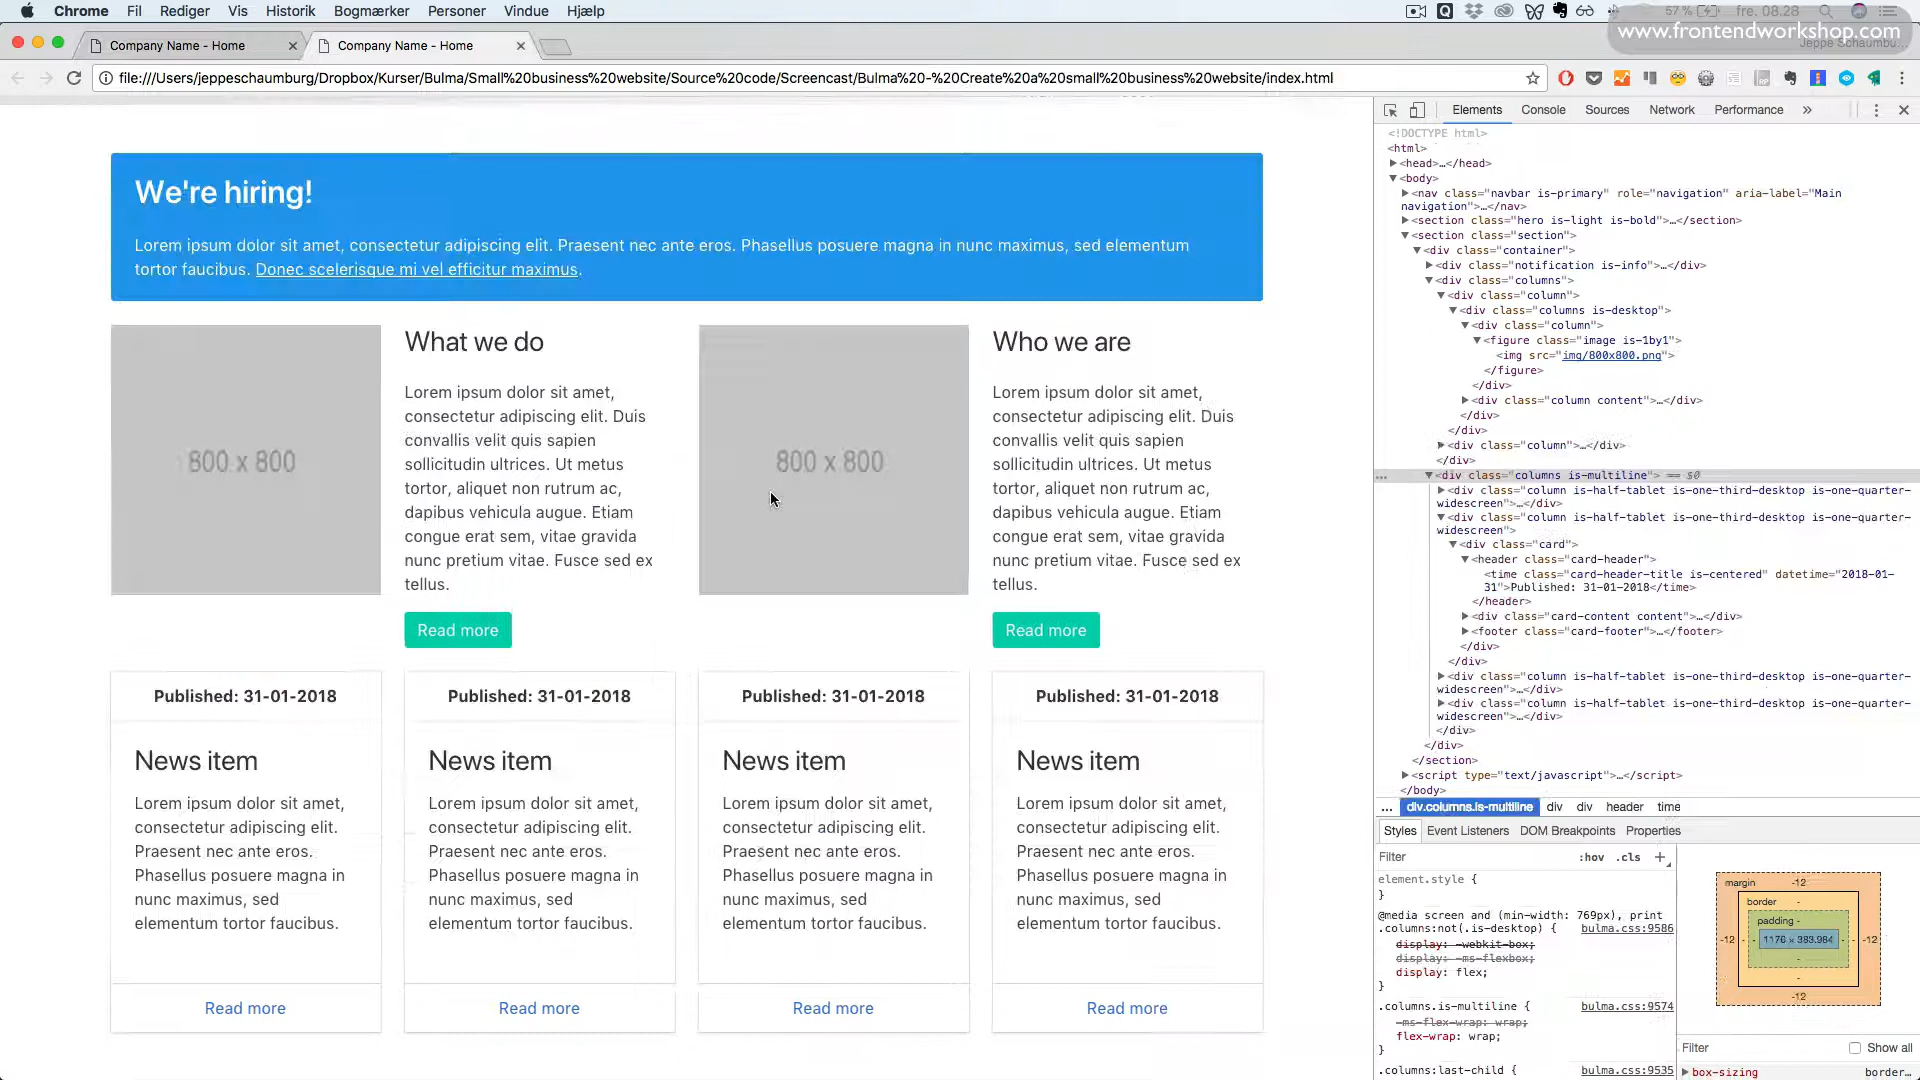 Chrome Fil Rediger Vis Historik Bogmærker Personer Vindue Hjælp 57 % fre. 08.28
www.frontendworkshop.com
Company Name - Home
Company Name - Home
Jeppe Schaumbu...
file:///Users/jeppeschaumburg/Dropbox/Kurser/Bulma/Small%20business%20website/Source%20code/Screencast/Bulma%20-%20Create%20a%20small%20business%20website/index.html
We're hiring!
Lorem ipsum dolor sit amet, consectetur adipiscing elit. Praesent nec ante eros. Phasellus posuere magna in nunc maximus, sed elementum
tortor faucibus. Donec scelerisque mi vel efficitur maximus.
800 x 800
What we do
Lorem ipsum dolor sit amet,
consectetur adipiscing elit. Duis
convallis velit quis sapien
sollicitudin ultrices. Ut metus
tortor, aliquet non rutrum ac,
dapibus vehicula augue. Etiam
congue erat sem, vitae gravida
nunc pretium vitae. Fusce sed ex
tellus.
Read more
800 x 800
Who we are
Lorem ipsum dolor sit amet,
consectetur adipiscing elit. Duis
convallis velit quis sapien
sollicitudin ultrices. Ut metus
tortor, aliquet non rutrum ac,
dapibus vehicula augue. Etiam
congue erat sem, vitae gravida
nunc pretium vitae. Fusce sed ex
tellus.
Read more
Published: 31-01-2018
News item
Lorem ipsum dolor sit amet,
consectetur adipiscing elit.
Praesent nec ante eros.
Phasellus posuere magna in
nunc maximus, sed
elementum tortor faucibus.
Read more
Published: 31-01-2018
News item
Lorem ipsum dolor sit amet,
consectetur adipiscing elit.
Praesent nec ante eros.
Phasellus posuere magna in
nunc maximus, sed
elementum tortor faucibus.
Read more
Published: 31-01-2018
News item
Lorem ipsum dolor sit amet,
consectetur adipiscing elit.
Praesent nec ante eros.
Phasellus posuere magna in
nunc maximus, sed
elementum tortor faucibus.
Read more
Published: 31-01-2018
News item
Lorem ipsum dolor sit amet,
consectetur adipiscing elit.
Praesent nec ante eros.
Phasellus posuere magna in
nunc maximus, sed
elementum tortor faucibus.
Read more
Elements Console Sources Network Performance »
<!DOCTYPE html>
<html>
<head>…</head>
<body>
<nav class="navbar is-primary" role="navigation" aria-label="Main
navigation">…</nav>
<section class="hero is-light is-bold">…</section>
<section class="section">
<div class="container">
<div class="notification is-info">…</div>
<div class="columns">
<div class="column">
<div class="columns is-desktop">
<div class="column">
<figure class="image is-1by1">
<img src="img/800x800.png">
</figure>
</div>
<div class="column content">…</div>
</div>
</div>
<div class="column">…</div>
</div>
… <div class="columns is-multiline"> == $0
<div class="column is-half-tablet is-one-third-desktop is-one-quarter-
widescreen">…</div>
<div class="column is-half-tablet is-one-third-desktop is-one-quarter-
widescreen">
<div class="card">
<header class="card-header">
<time class="card-header-title is-centered" datetime="2018-01-
31">Published: 31-01-2018</time>
</header>
<div class="card-content content">…</div>
<footer class="card-footer">…</footer>
</div>
</div>
<div class="column is-half-tablet is-one-third-desktop is-one-quarter-
widescreen">…</div>
<div class="column is-half-tablet is-one-third-desktop is-one-quarter-
widescreen">…</div>
</div>
</div>
</section>
<script type="text/javascript">…</script>
</body>
... div.columns.is-multiline div div header time
Styles Event Listeners DOM Breakpoints Properties
Filter :hov .cls +
element.style {
}
@media screen and (min-width: 769px), print
.columns:not(.is-desktop) { bulma.css:9586
display: -webkit-box;
display: -ms-flexbox;
display: flex;
}
.columns.is-multiline { bulma.css:9574
-ms-flex-wrap: wrap;
flex-wrap: wrap;
}
.columns:last-child { bulma.css:9535
margin -12
border -
padding -
-12 - - 1176 × 383.984 - - -12
-
-
-12
Filter Show all
box-sizing border…